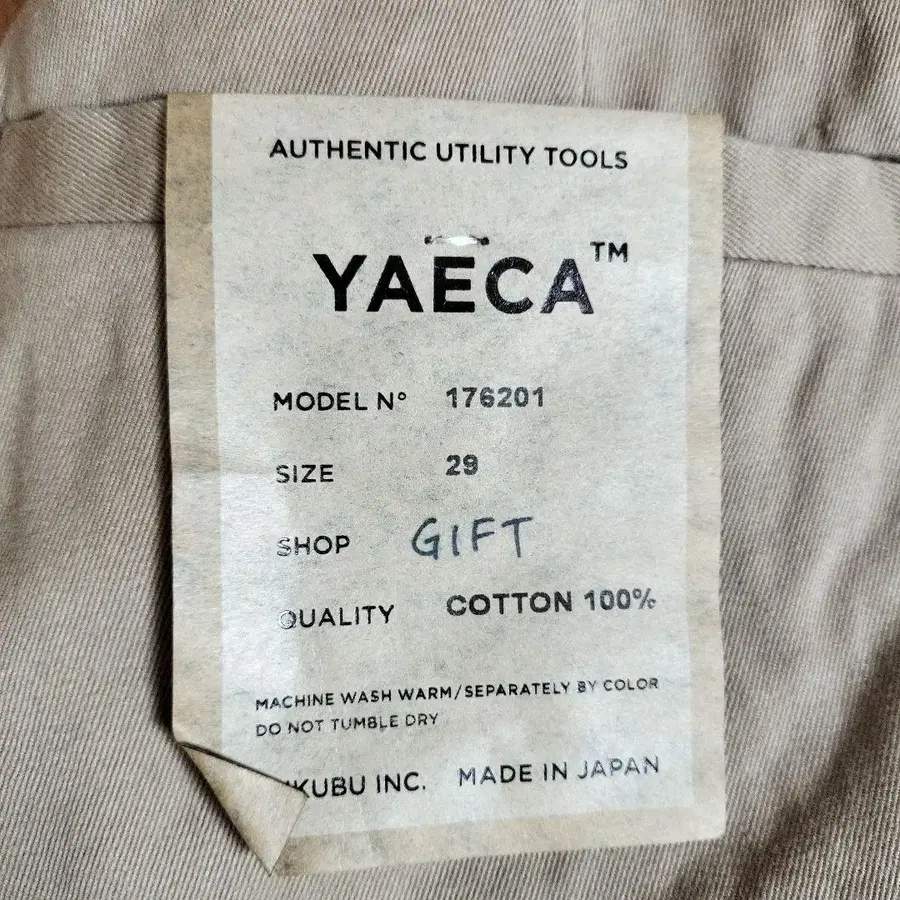 AUTHENTIC UTILITY TOOLS
YAECA™
MODEL Nº 176201
SIZE 29
SHOP GIFT
QUALITY COTTON 100%
MACHINE WASH WARM/SEPARATELY BY COLOR
DO NOT TUMBLE DRY
INC. MADE IN JAPAN